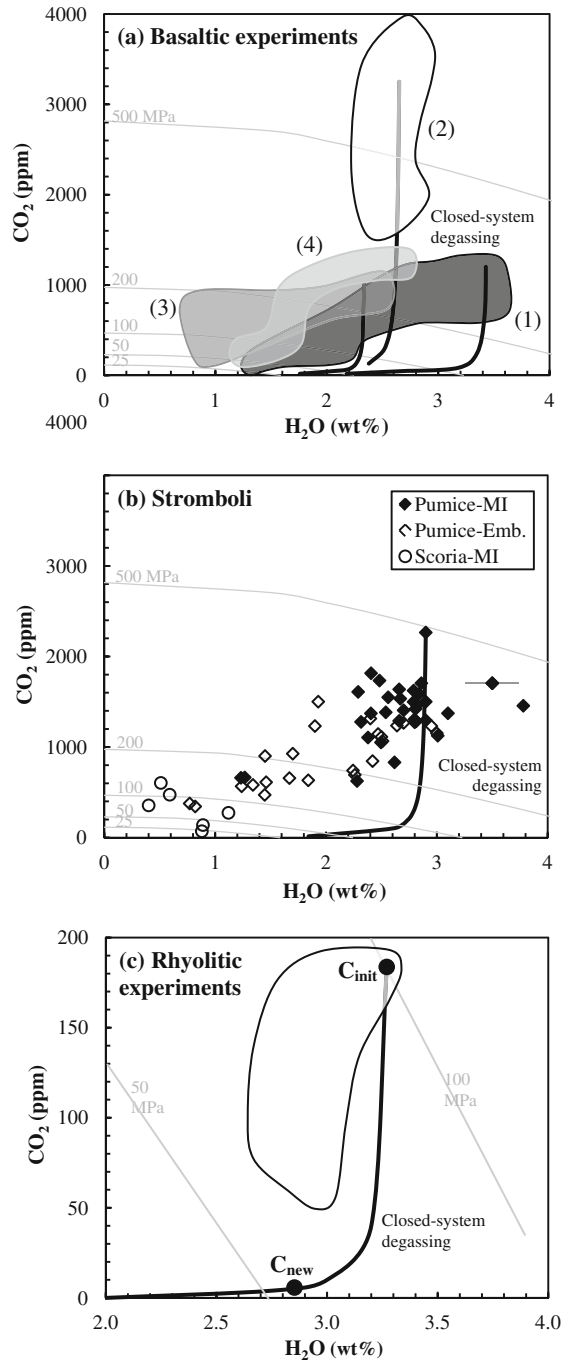 4000
(a) Basaltic experiments
3000
500 MPa
(2)
CO₂ (ppm)
2000
Closed-system
degassing
(4)
1000
200
(3)
(1)
100
50
25
0
0
1
2
3
4
H₂O (wt%)
4000
(b) Stromboli
Pumice-MI
Pumice-Emb.
Scoria-MI
3000
500 MPa
CO₂ (ppm)
2000
1000
200
Closed-system
degassing
100
50
25
0
0
1
2
3
4
H₂O (wt%)
200
(c) Rhyolitic
experiments
C_init
150
50
MPa
100
MPa
CO₂ (ppm)
100
50
Closed-system
degassing
C_new
0
2.0
2.5
3.0
3.5
4.0
H₂O (wt%)